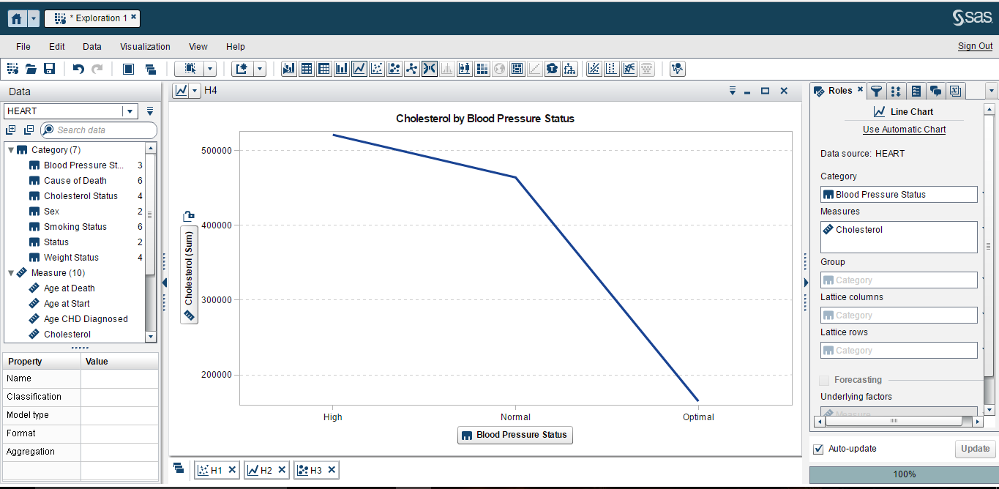 * Exploration 1
sas
File Edit Data Visualization View Help
Sign Out
Data
HEART
Search data
Category (7)
Blood Pressure St... 3
Cause of Death 6
Cholesterol Status 4
Sex 2
Smoking Status 6
Status 2
Weight Status 4
Measure (10)
Age at Death
Age at Start
Age CHD Diagnosed
Cholesterol
Property Value
Name
Classification
Model type
Format
Aggregation
H4
Cholesterol by Blood Pressure Status
Cholesterol (Sum)
500000
400000
300000
200000
High Normal Optimal
Blood Pressure Status
H1 H2 H3
Roles
Line Chart
Use Automatic Chart
Data source: HEART
Category
Blood Pressure Status
Measures
Cholesterol
Group
Category
Lattice columns
Category
Lattice rows
Category
Forecasting
Underlying factors
Measure
Auto-update Update
100%